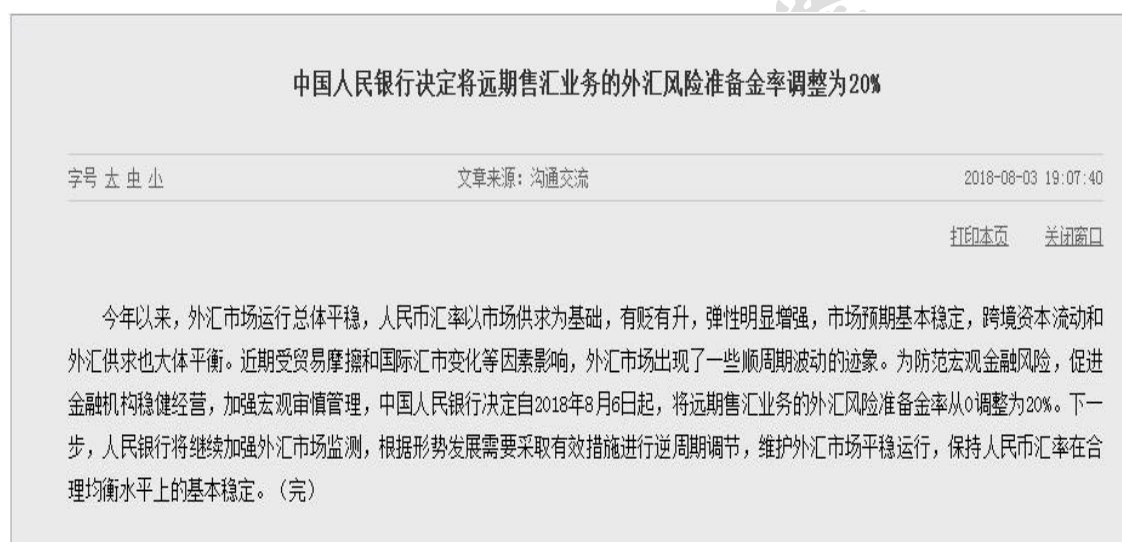 中国人民银行决定将远期售汇业务的外汇风险准备金率调整为20%
字号 大 中 小 文章来源：沟通交流 2018-08-03 19:07:40
打印本页 关闭窗口
今年以来，外汇市场运行总体平稳，人民币汇率以市场供求为基础，有贬有升，弹性明显增强，市场预期基本稳定，跨境资本流动和
外汇供求也大体平衡。近期受贸易摩擦和国际汇市变化等因素影响，外汇市场出现了一些顺周期波动的迹象。为防范宏观金融风险，促进
金融机构稳健经营，加强宏观审慎管理，中国人民银行决定自2018年8月6日起，将远期售汇业务的外汇风险准备金率从0调整为20%。下一
步，人民银行将继续加强外汇市场监测，根据形势发展需要采取有效措施进行逆周期调节，维护外汇市场平稳运行，保持人民币汇率在合
理均衡水平上的基本稳定。（完）